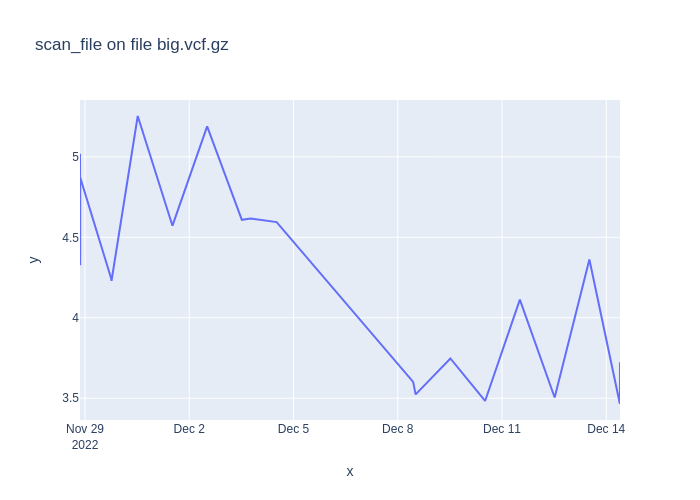 scan_file on file big.vcf.gz
5
4.5
4
3.5
y
Nov 29
2022
Dec 2
Dec 5
Dec 8
Dec 11
Dec 14
x